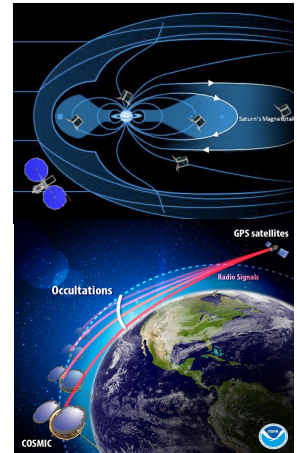 Saturn's Magnetotail
GPS satellites
Radio Signals
Occultations
COSMIC
NOAA